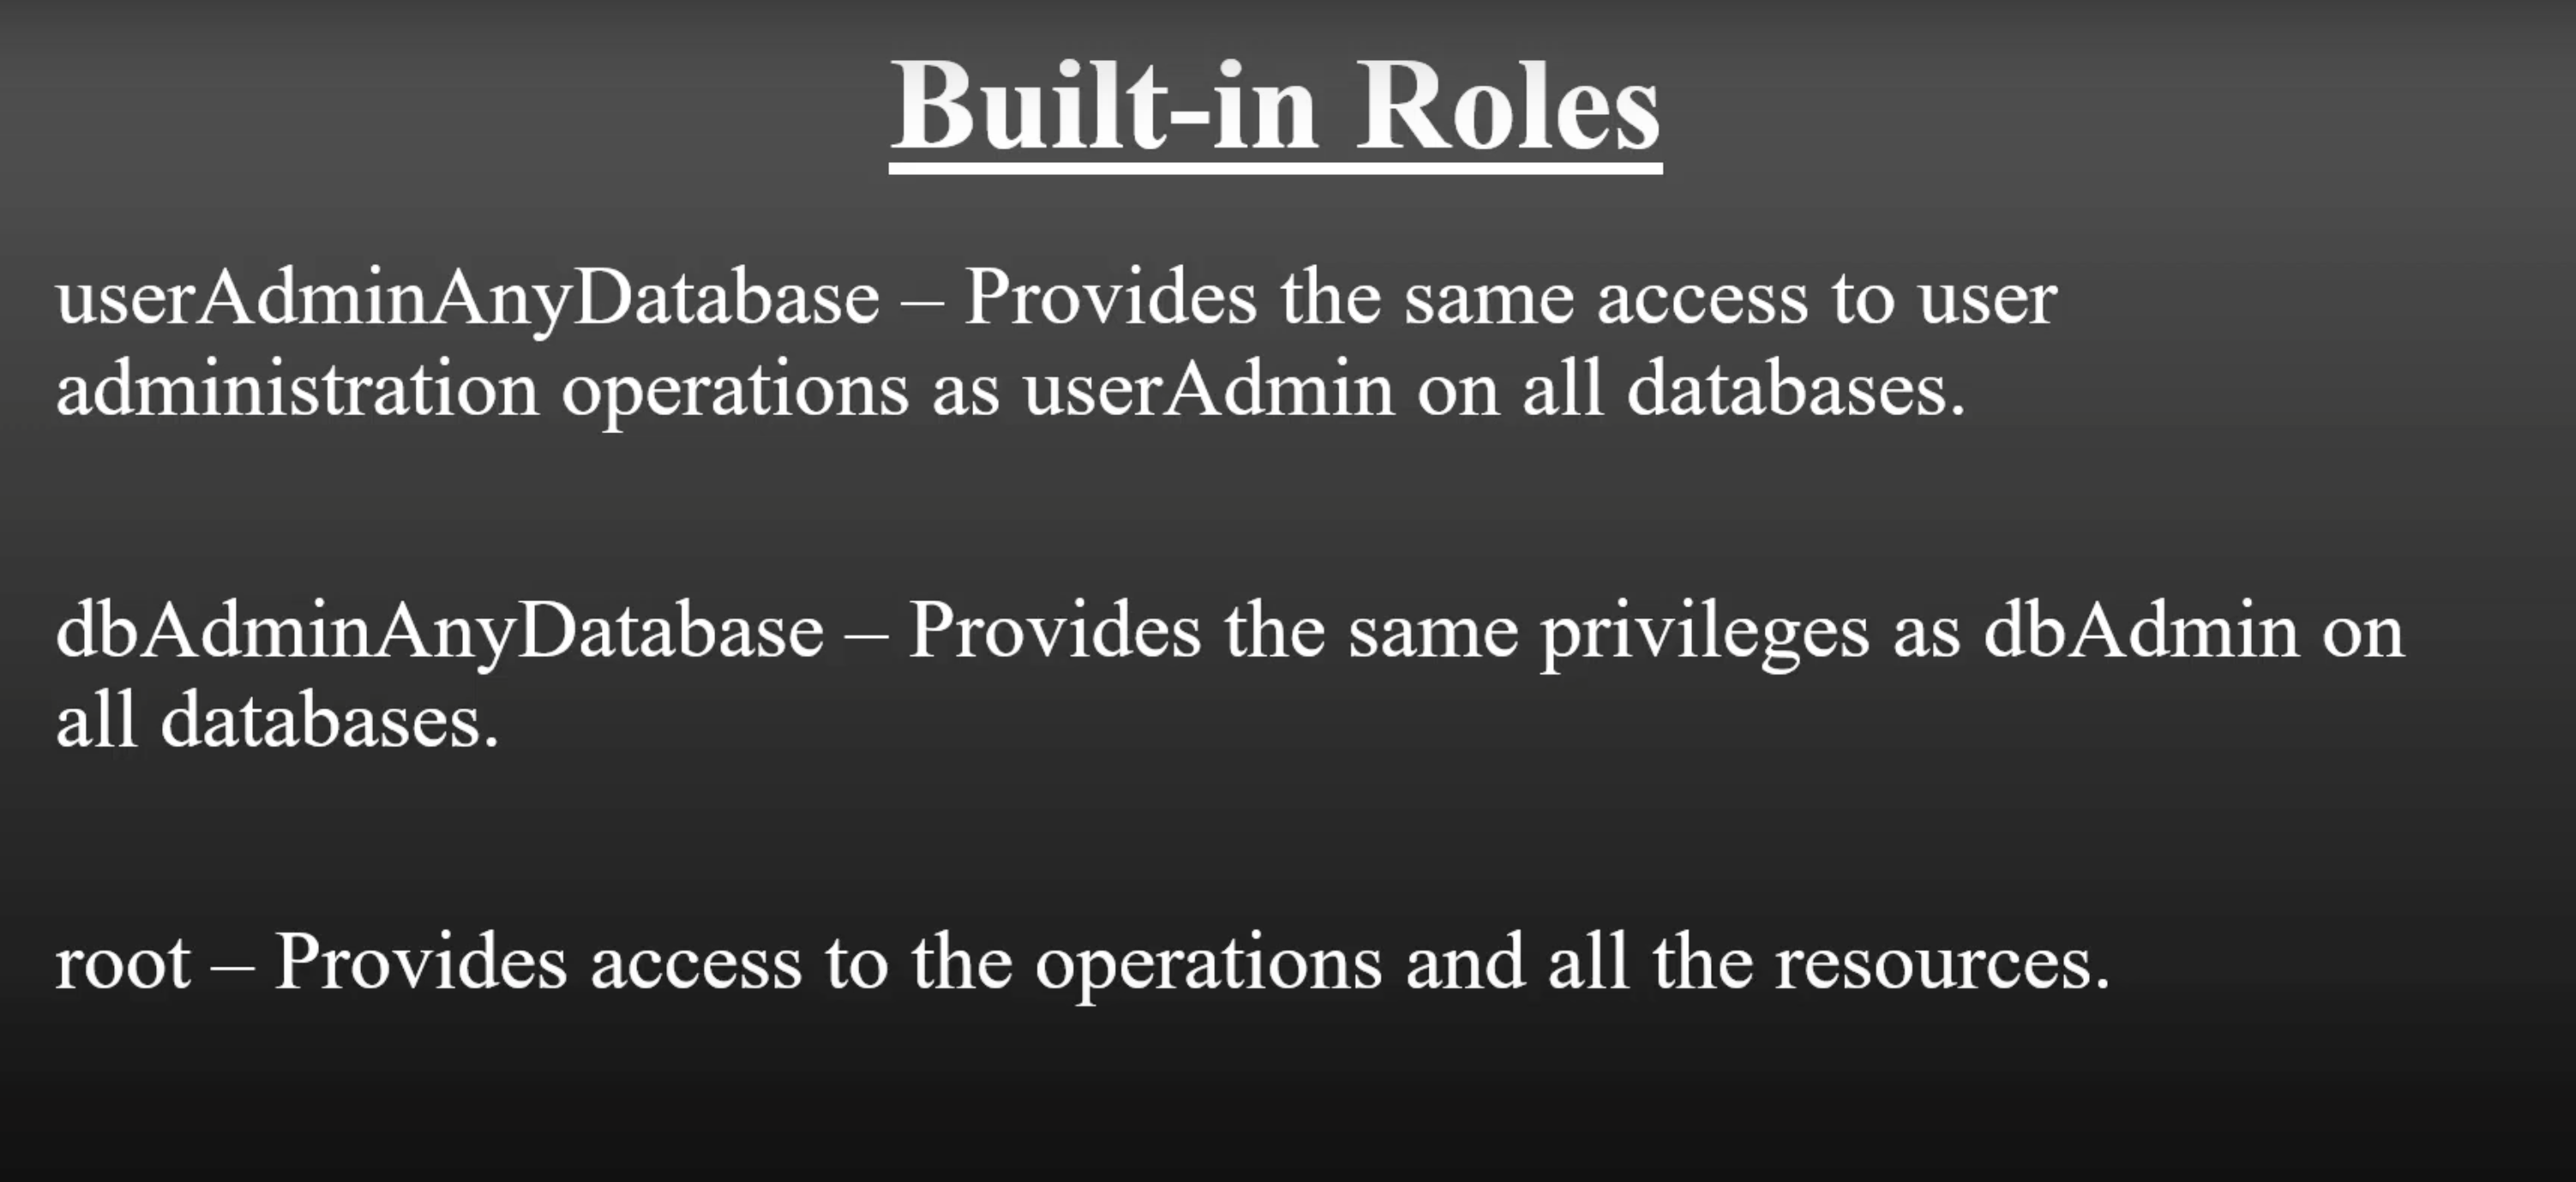 Built-in Roles
userAdminAnyDatabase – Provides the same access to user
administration operations as userAdmin on all databases.
dbAdminAnyDatabase – Provides the same privileges as dbAdmin on
all databases.
root – Provides access to the operations and all the resources.